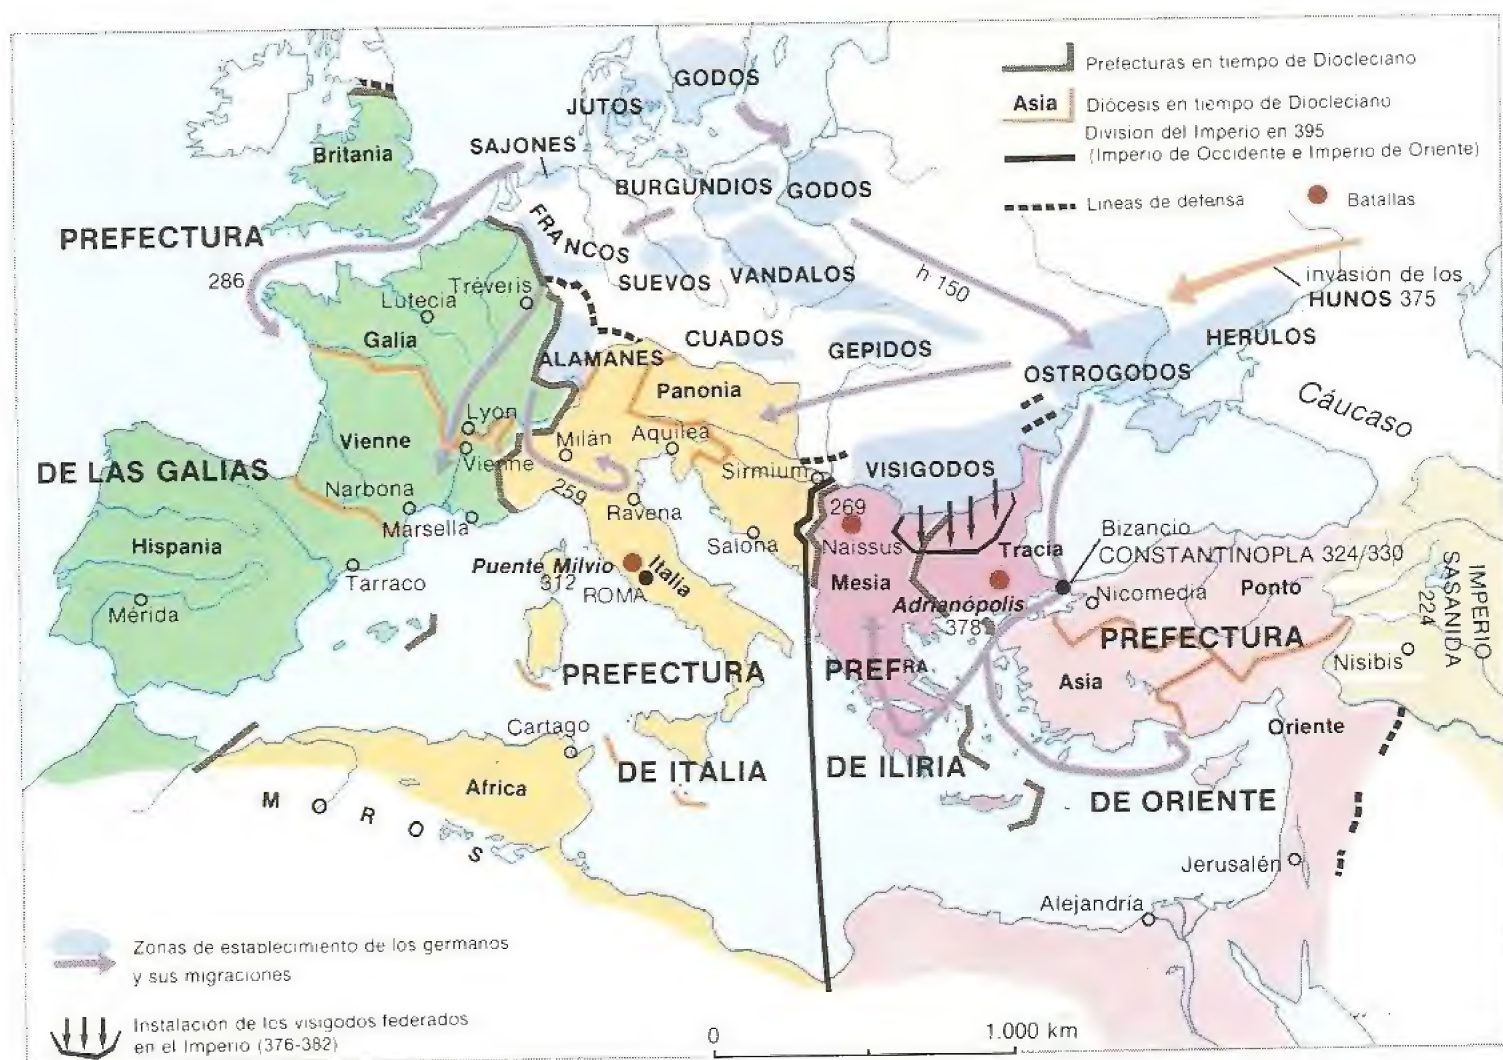 Prefecturas en tiempo de Diocleciano
Asia
Diócesis en tiempo de Diocleciano
Division del Imperio en 395
(Imperio de Occidente e Imperio de Oriente)
Lineas de defensa
Batallas
GODOS
JUTOS
SAJONES
Britania
BURGUNDIOS
GODOS
FRANCOS
PREFECTURA
286
SUEVOS
VANDALOS
h 150
invasión de los
HUNOS 375
Tréveris
Lutecia
Galia
ALAMANES
CUADOS
GEPIDOS
HERULOS
OSTROGODOS
Panonia
Cáucaso
Lyon
Vienne
Milán
Aquilea
Vienne
DE LAS GALIAS
Sirmium
VISIGODOS
Narbona
259
Ravena
269
Marsella
Salona
Naissus
Tracia
Bizancio
CONSTANTINOPLA 324/330
Hispania
Tarraco
Puente Milvio
312
Italia
ROMA
Mesia
Adrianópolis
378
Nicomedia
Ponto
IMPERIO
SASANIDA
224
Mérida
PREFECTURA
PREFRA
PREFECTURA
Asia
Nisibis
Cartago
Oriente
DE ITALIA
DE ILIRIA
DE ORIENTE
Africa
MOROS
Jerusalén
Alejandría
Zonas de establecimiento de los germanos
y sus migraciones
Instalación de los visigodos federados
en el Imperio (376-382)
0
1.000 km